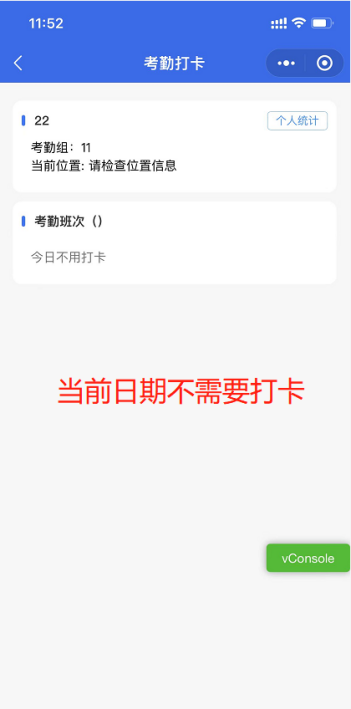 11:52
考勤打卡
22
个人统计
考勤组：11
当前位置: 请检查位置信息
考勤班次（）
今日不用打卡
当前日期不需要打卡
vConsole